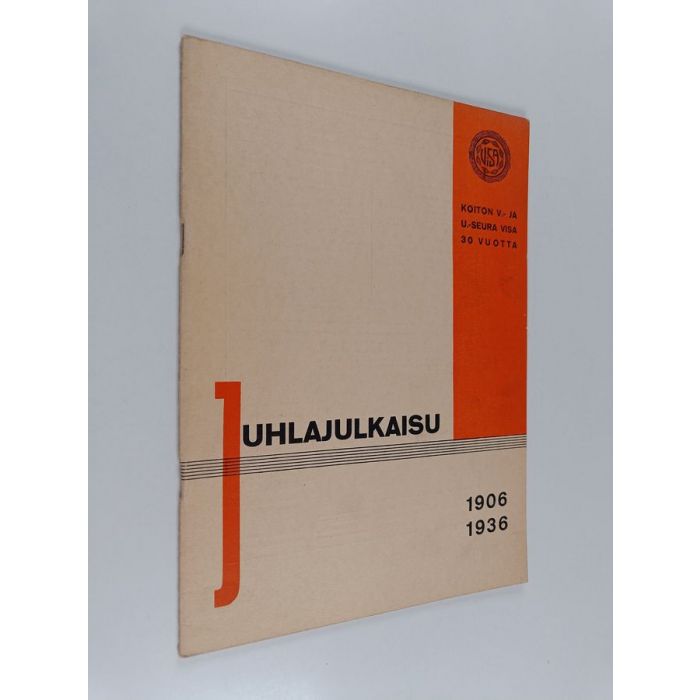 VISA
KOITON V.- JA
U.-SEURA VISA
30 VUOTTA
JUHLAJULKAISU
1906
1936